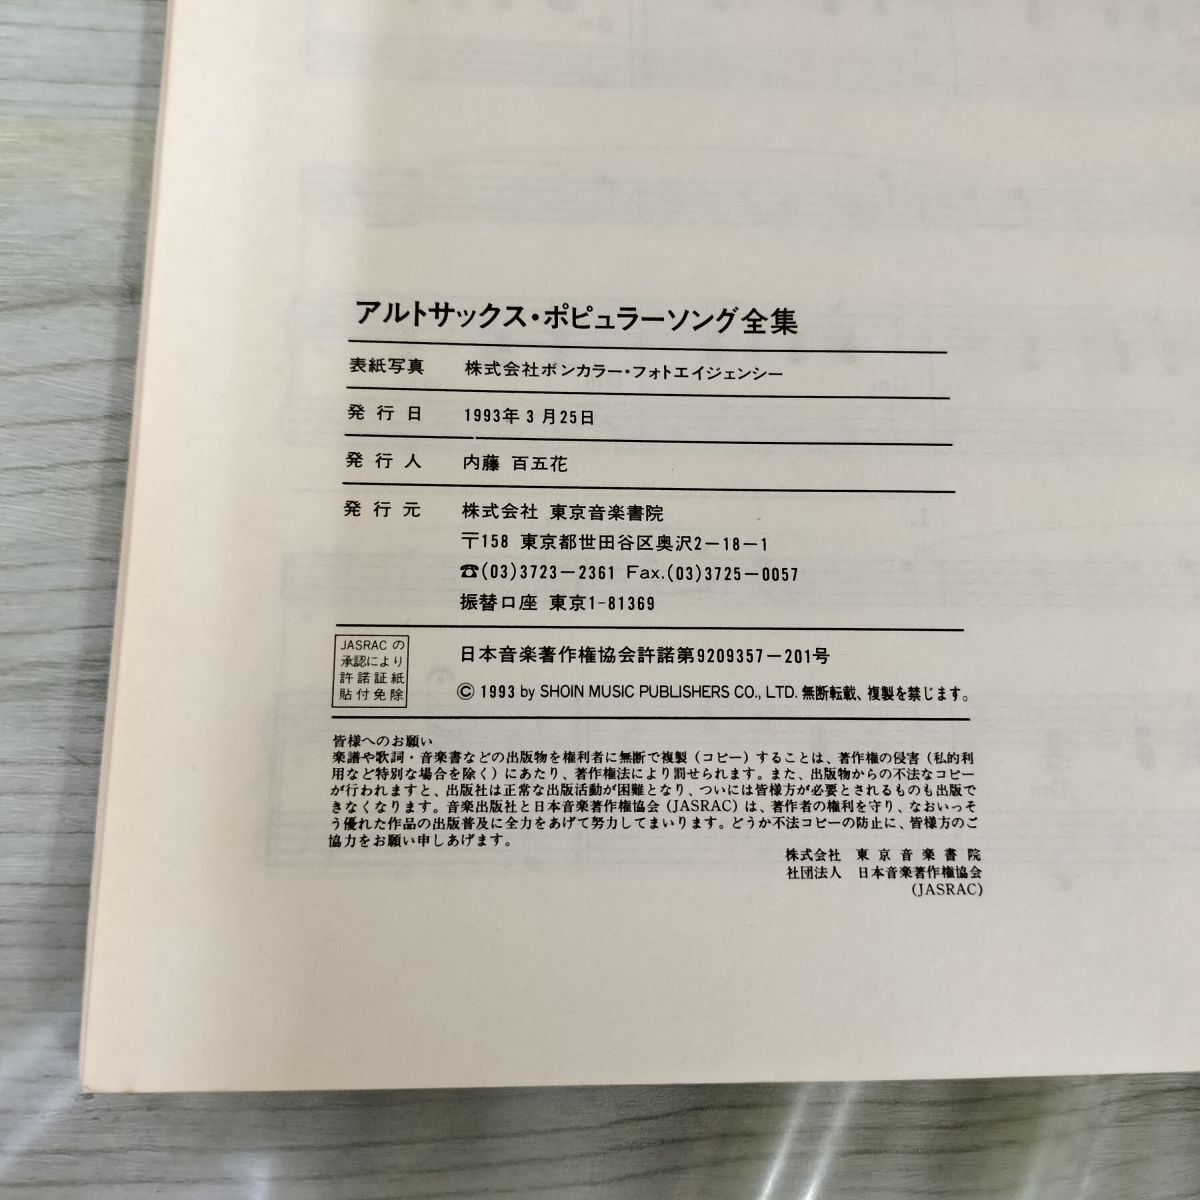 アルトサックス・ポピュラーソング全集
表紙写真 株式会社ボンカラー・フォトエイジェンシー
発行日 1993年3月25日
発行人 内藤 百五花
発行元 株式会社 東京音楽書院
〒158 東京都世田谷区奥沢2-18-1
☎(03)3723-2361 Fax.(03)3725-0057
振替口座 東京1-81369
JASRACの
承認により
許諾証紙
貼付免除
日本音楽著作権協会許諾第9209357-201号
© 1993 by SHOIN MUSIC PUBLISHERS CO., LTD. 無断転載、複製を禁じます。
皆様へのお願い
楽譜や歌詞・音楽書などの出版物を権利者に無断で複製(コピー)することは、著作権の侵害(私的利
用など特別な場合を除く)にあたり、著作権法により罰せられます。また、出版物からの不法なコピー
が行われますと、出版社は正常な出版活動が困難となり、ついには皆様方が必要とされるものも出版で
きなくなります。音楽出版社と日本音楽著作権協会(JASRAC)は、著作者の権利を守り、なおいっそ
う優れた作品の出版普及に全力をあげて努力してまいります。どうか不法コピーの防止に、皆様方のご
協力をお願い申しあげます。
株式会社 東京音楽書院
社団法人 日本音楽著作権協会
(JASRAC)